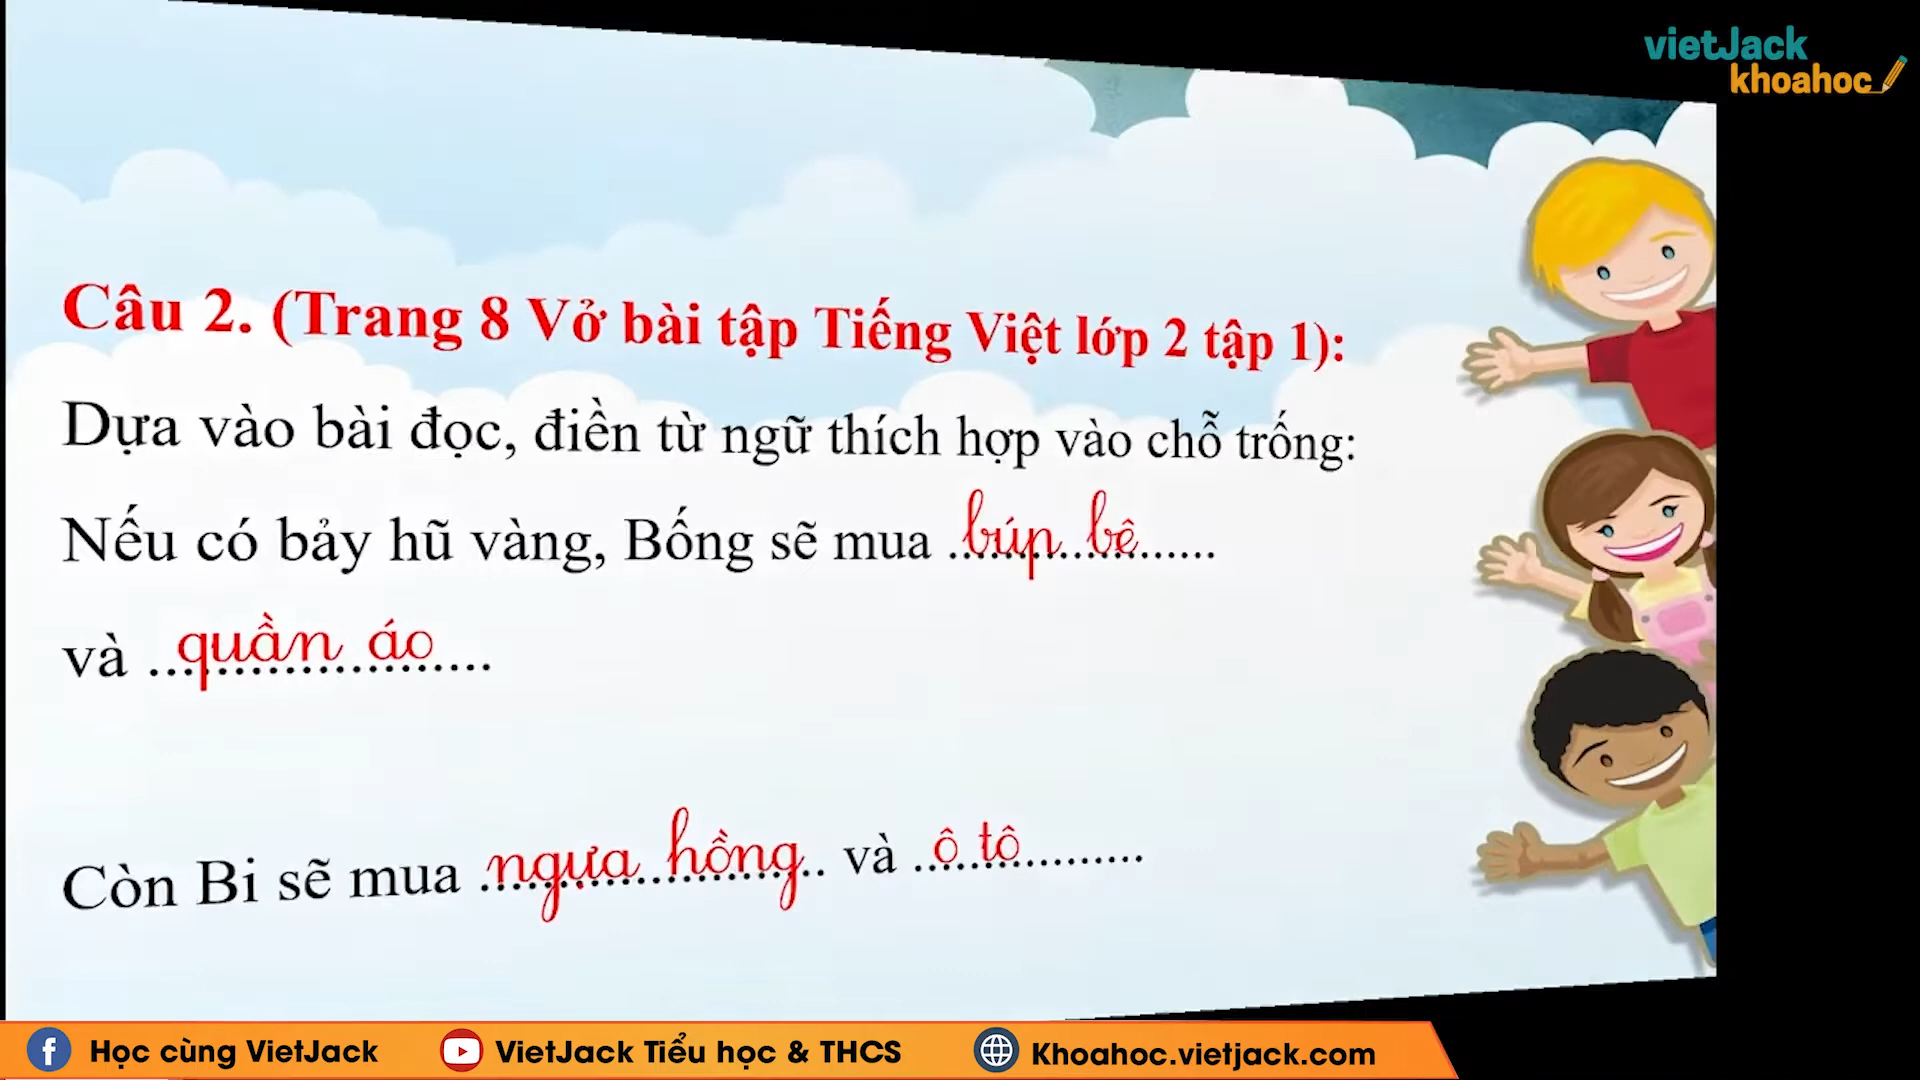 vietJack
khoahoc
Câu 2. (Trang 8 Vở bài tập Tiếng Việt lớp 2 tập 1):
Dựa vào bài đọc, điền từ ngữ thích hợp vào chỗ trống:
Nếu có bảy hũ vàng, Bống sẽ mua ..búp bê......
và ...quần áo......
Còn Bi sẽ mua ngựa hồng.. và ..ô tô.........
Học cùng VietJack
VietJack Tiểu học & THCS
Khoahoc.vietjack.com